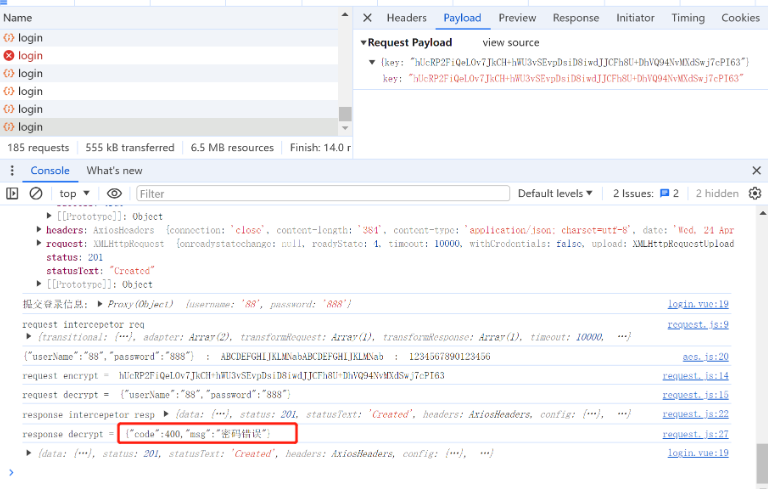 Name
Headers Payload Preview Response Initiator Timing Cookies
login
login
login
login
login
login
Request Payload view source
{key: "hUcRP2FiQeLOv7JkCH+hWU3vSEvpDsiD8iwdJJCFh8U+DhVQ94NvMXdSwj7cPI63"}
key: "hUcRP2FiQeLOv7JkCH+hWU3vSEvpDsiD8iwdJJCFh8U+DhVQ94NvMXdSwj7cPI63"
185 requests 555 kB transferred 6.5 MB resources Finish: 14.0 r
Console What's new
top Filter Default levels 2 Issues: 2 2 hidden
[[Prototype]]: Object
headers: AxiosHeaders {connection: 'close', content-length: '384', content-type: 'application/json; charset=utf-8', date: 'Wed, 24 Apr
request: XMLHttpRequest {onreadystatechange: null, readyState: 4, timeout: 10000, withCredentials: false, upload: XMLHttpRequestUpload
status: 201
statusText: "Created"
[[Prototype]]: Object
提交登录信息: Proxy(Object) {username: '88', password: '888'} login.vue:19
request intercepetor req request.js:9
{transitional: {…}, adapter: Array(2), transformRequest: Array(1), transformResponse: Array(1), timeout: 10000, …}
{"userName":"88","password":"888"} : ABCDEFGHIJKLMNabABCDEFGHIJKLMNab : 1234567890123456 aes.js:20
request encrypt = hUcRP2FiQeLOv7JkCH+hWU3vSEvpDsiD8iwdJJCFh8U+DhVQ94NvMXdSwj7cPI63 request.js:14
request decrypt = {"userName":"88","password":"888"} request.js:15
response intercepetor resp {data: {…}, status: 201, statusText: 'Created', headers: AxiosHeaders, config: {…}, …} request.js:22
response decrypt = {"code":400,"msg":"密码错误"} request.js:27
{data: {…}, status: 201, statusText: 'Created', headers: AxiosHeaders, config: {…}, …} login.vue:19